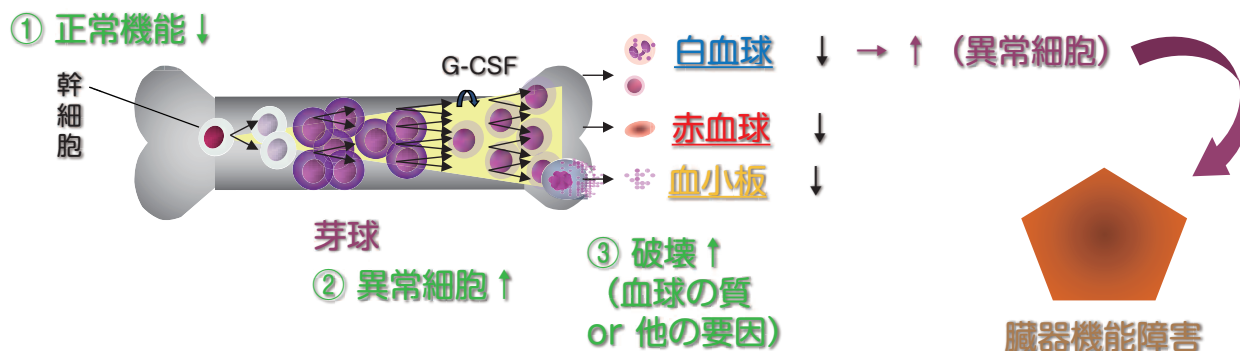 ① 正常機能↓
幹細胞
G-CSF
白血球 ↓ → ↑ (異常細胞)
赤血球 ↓
血小板 ↓
芽球
② 異常細胞↑
③ 破壊↑
(血球の質
or 他の要因)
臓器機能障害